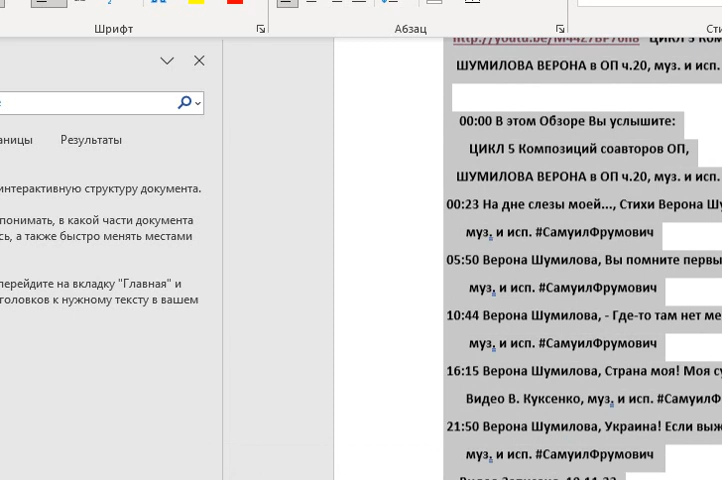 Шрифт
Абзац
Сти
аницы Результаты
интерактивную структуру документа.
понимать, в какой части документа
сь, а также быстро менять местами
перейдите на вкладку "Главная" и
головков к нужному тексту в вашем
ШУМИЛОВА ВЕРОНА в ОП ч.20, муз. и исп.
00:00 В этом Обзоре Вы услышите:
ЦИКЛ 5 Композиций соавторов ОП,
ШУМИЛОВА ВЕРОНА в ОП ч.20, муз. и исп.
00:23 На дне слезы моей..., Стихи Верона Шу
муз. и исп. #СамуилФрумович
05:50 Верона Шумилова, Вы помните первы
муз. и исп. #СамуилФрумович
10:44 Верона Шумилова, - Где-то там нет ме
муз. и исп. #СамуилФрумович
16:15 Верона Шумилова, Страна моя! Моя су
Видео В. Куксенко, муз. и исп. #СамуилФ
21:50 Верона Шумилова, Украина! Если выж
муз. и исп. #СамуилФрумович